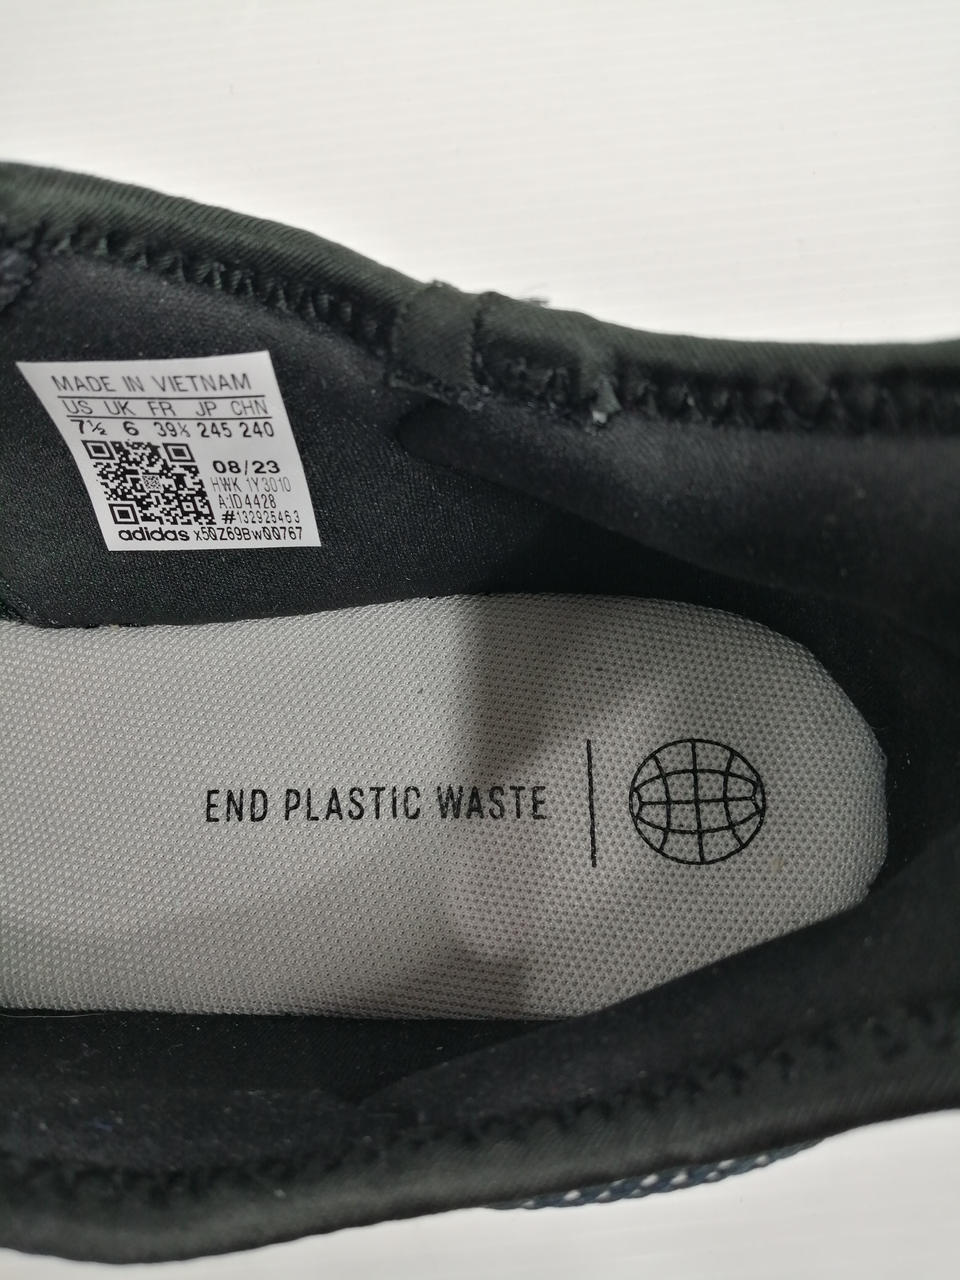 MADE IN VIETNAM
US UK FR JP CHN
7½ 6 39⅓ 245 240
08/23
HWK 1Y3010
A:ID4428
#132925463
adidas x5QZ69BwQQ767
END PLASTIC WASTE